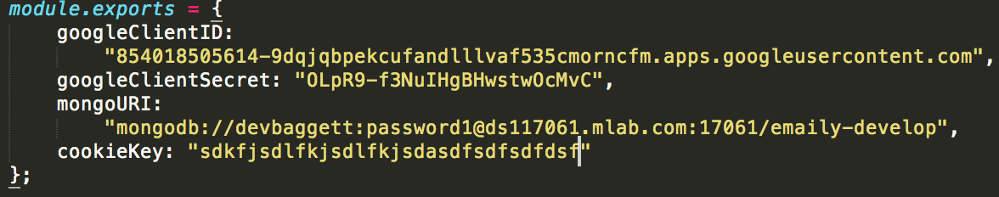 module.exports = {
googleClientID:
"854018505614-9dqjqbpekcufandlllvaf535cmorncfm.apps.googleusercontent.com",
googleClientSecret: "OLpR9-f3NuIHgBHwstwOcMvC",
mongoURI:
"mongodb://devbaggett:password1@ds117061.mlab.com:17061/emaily-develop",
cookieKey: "sdkfjsdlfkjsdlfkjsdasdfsdfsdfdsf"
};